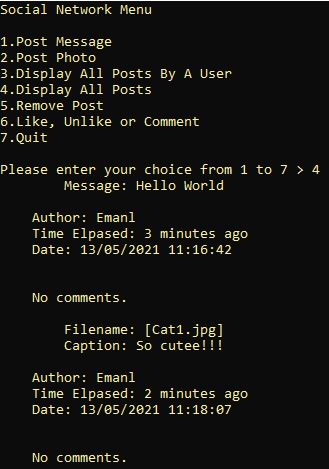 Social Network Menu
1.Post Message
2.Post Photo
3.Display All Posts By A User
4.Display All Posts
5.Remove Post
6.Like, Unlike or Comment
7.Quit
Please enter your choice from 1 to 7 > 4
Message: Hello World
Author: Emanl
Time Elpased: 3 minutes ago
Date: 13/05/2021 11:16:42
No comments.
Filename: [Cat1.jpg]
Caption: So cutee!!!
Author: Emanl
Time Elpased: 2 minutes ago
Date: 13/05/2021 11:18:07
No comments.